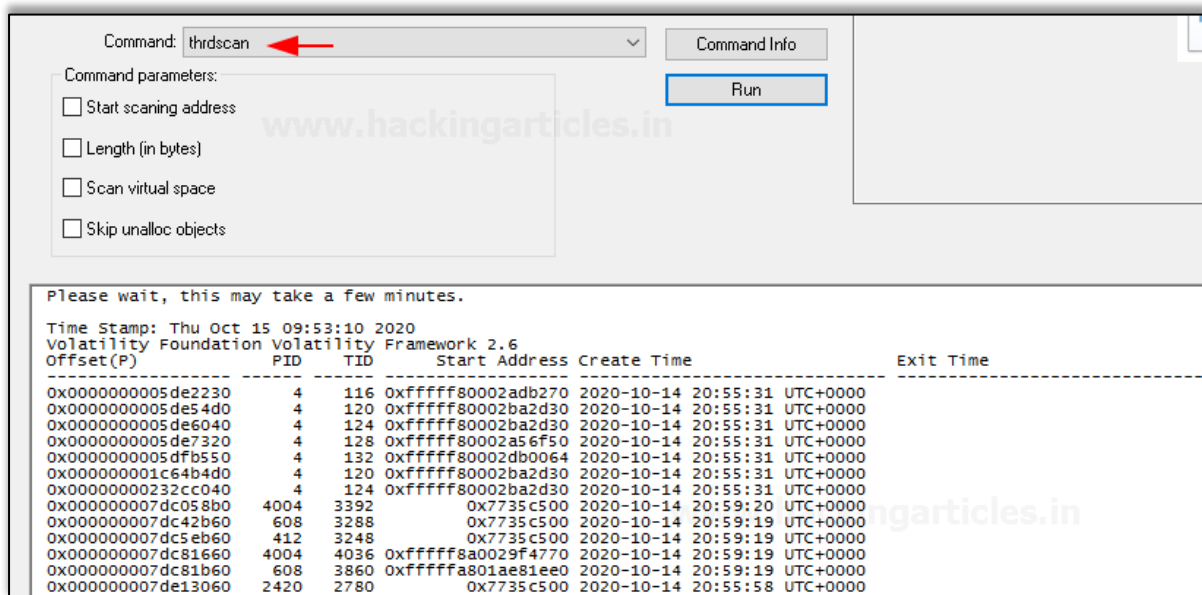 Command: thrdscan Command Info
Command parameters:
Run
Start scaning address
www.hackingarticles.in
Length (in bytes)
Scan virtual space
Skip unalloc objects
Please wait, this may take a few minutes.
Time Stamp: Thu Oct 15 09:53:10 2020
Volatility Foundation Volatility Framework 2.6
Offset(P) PID TID Start Address Create Time Exit Time
------------------ ------ ------ ------------------ ------------------------------ ------------------------------
0x0000000005de2230 4 116 0xfffff80002adb270 2020-10-14 20:55:31 UTC+0000
0x0000000005de54d0 4 120 0xfffff80002ba2d30 2020-10-14 20:55:31 UTC+0000
0x0000000005de6040 4 124 0xfffff80002ba2d30 2020-10-14 20:55:31 UTC+0000
0x0000000005de7320 4 128 0xfffff80002a56f50 2020-10-14 20:55:31 UTC+0000
0x0000000005dfb550 4 132 0xfffff80002db0064 2020-10-14 20:55:31 UTC+0000
0x000000001c64b4d0 4 120 0xfffff80002ba2d30 2020-10-14 20:55:31 UTC+0000
0x00000000232cc040 4 124 0xfffff80002ba2d30 2020-10-14 20:55:31 UTC+0000
0x000000007dc058b0 4004 3392 0x7735c500 2020-10-14 20:59:20 UTC+0000
0x000000007dc42b60 608 3288 0x7735c500 2020-10-14 20:59:19 UTC+0000
0x000000007dc5eb60 412 3248 0x7735c500 2020-10-14 20:59:19 UTC+0000
0x000000007dc81660 4004 4036 0xfffff8a0029f4770 2020-10-14 20:59:19 UTC+0000
0x000000007dc81b60 608 3860 0xfffffa801ae81ee0 2020-10-14 20:59:19 UTC+0000
0x000000007de13060 2420 2780 0x7735c500 2020-10-14 20:55:58 UTC+0000